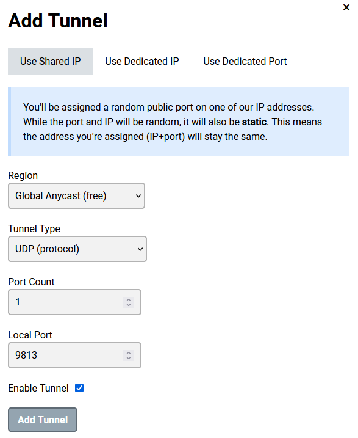 Add Tunnel
Use Shared IP
Use Dedicated IP
Use Dedicated Port
You'll be assigned a random public port on one of our IP addresses.
While the port and IP will be random, it will also be static. This means
the address you're assigned (IP+port) will stay the same.
Region
Global Anycast (free)
Tunnel Type
UDP (protocol)
Port Count
1
Local Port
9813
Enable Tunnel
Add Tunnel